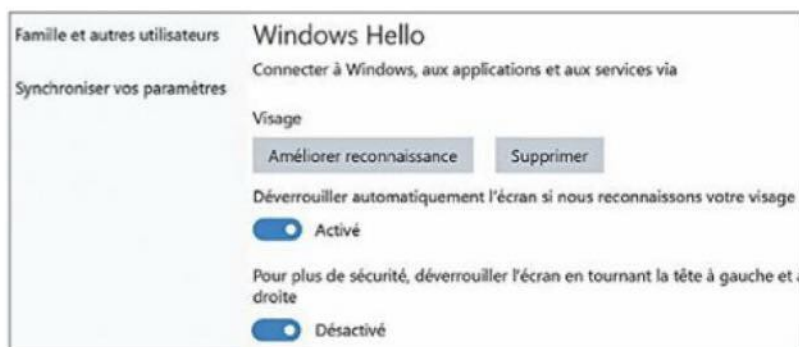 Famille et autres utilisateurs
Synchroniser vos paramètres
Windows Hello
Connecter à Windows, aux applications et aux services via
Visage
Améliorer reconnaissance
Supprimer
Déverrouiller automatiquement l'écran si nous reconnaissons votre visage
Activé
Pour plus de sécurité, déverrouiller l'écran en tournant la tête à gauche et à
droite
Désactivé